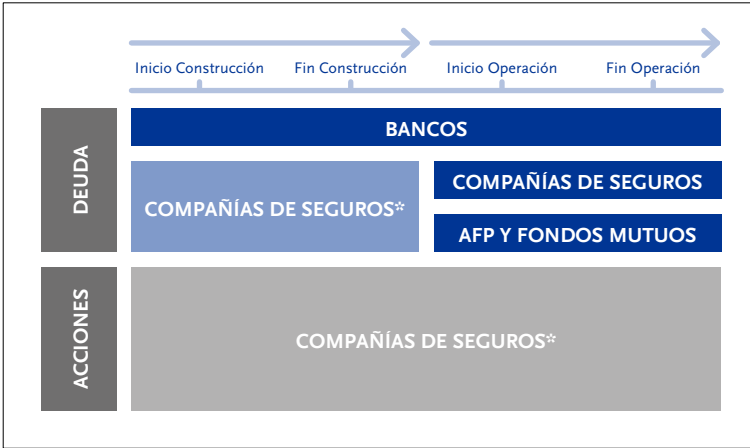 Inicio Construcción
Fin Construcción
Inicio Operación
Fin Operación
DEUDA
BANCOS
COMPAÑÍAS DE SEGUROS*
COMPAÑÍAS DE SEGUROS
AFP Y FONDOS MUTUOS
ACCIONES
COMPAÑÍAS DE SEGUROS*